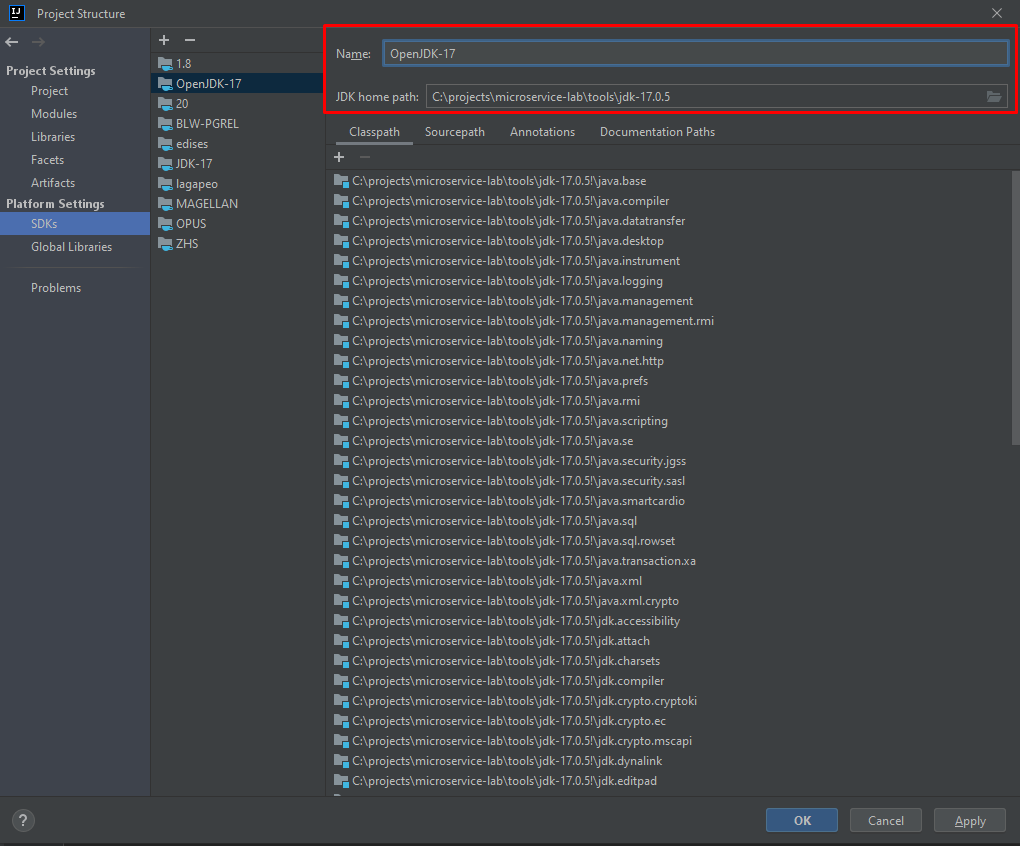 IJ
Project Structure
Project Settings
Project
Modules
Libraries
Facets
Artifacts
Platform Settings
SDKs
Global Libraries
Problems
1.8
OpenJDK-17
20
BLW-PGREL
edises
JDK-17
lagapeo
MAGELLAN
OPUS
ZHS
Name: OpenJDK-17
JDK home path: C:\projects\microservice-lab\tools\jdk-17.0.5
Classpath Sourcepath Annotations Documentation Paths
C:\projects\microservice-lab\tools\jdk-17.0.5!\java.base
C:\projects\microservice-lab\tools\jdk-17.0.5!\java.compiler
C:\projects\microservice-lab\tools\jdk-17.0.5!\java.datatransfer
C:\projects\microservice-lab\tools\jdk-17.0.5!\java.desktop
C:\projects\microservice-lab\tools\jdk-17.0.5!\java.instrument
C:\projects\microservice-lab\tools\jdk-17.0.5!\java.logging
C:\projects\microservice-lab\tools\jdk-17.0.5!\java.management
C:\projects\microservice-lab\tools\jdk-17.0.5!\java.management.rmi
C:\projects\microservice-lab\tools\jdk-17.0.5!\java.naming
C:\projects\microservice-lab\tools\jdk-17.0.5!\java.net.http
C:\projects\microservice-lab\tools\jdk-17.0.5!\java.prefs
C:\projects\microservice-lab\tools\jdk-17.0.5!\java.rmi
C:\projects\microservice-lab\tools\jdk-17.0.5!\java.scripting
C:\projects\microservice-lab\tools\jdk-17.0.5!\java.se
C:\projects\microservice-lab\tools\jdk-17.0.5!\java.security.jgss
C:\projects\microservice-lab\tools\jdk-17.0.5!\java.security.sasl
C:\projects\microservice-lab\tools\jdk-17.0.5!\java.smartcardio
C:\projects\microservice-lab\tools\jdk-17.0.5!\java.sql
C:\projects\microservice-lab\tools\jdk-17.0.5!\java.sql.rowset
C:\projects\microservice-lab\tools\jdk-17.0.5!\java.transaction.xa
C:\projects\microservice-lab\tools\jdk-17.0.5!\java.xml
C:\projects\microservice-lab\tools\jdk-17.0.5!\java.xml.crypto
C:\projects\microservice-lab\tools\jdk-17.0.5!\jdk.accessibility
C:\projects\microservice-lab\tools\jdk-17.0.5!\jdk.attach
C:\projects\microservice-lab\tools\jdk-17.0.5!\jdk.charsets
C:\projects\microservice-lab\tools\jdk-17.0.5!\jdk.compiler
C:\projects\microservice-lab\tools\jdk-17.0.5!\jdk.crypto.cryptoki
C:\projects\microservice-lab\tools\jdk-17.0.5!\jdk.crypto.ec
C:\projects\microservice-lab\tools\jdk-17.0.5!\jdk.crypto.mscapi
C:\projects\microservice-lab\tools\jdk-17.0.5!\jdk.dynalink
C:\projects\microservice-lab\tools\jdk-17.0.5!\jdk.editpad
? OK Cancel Apply